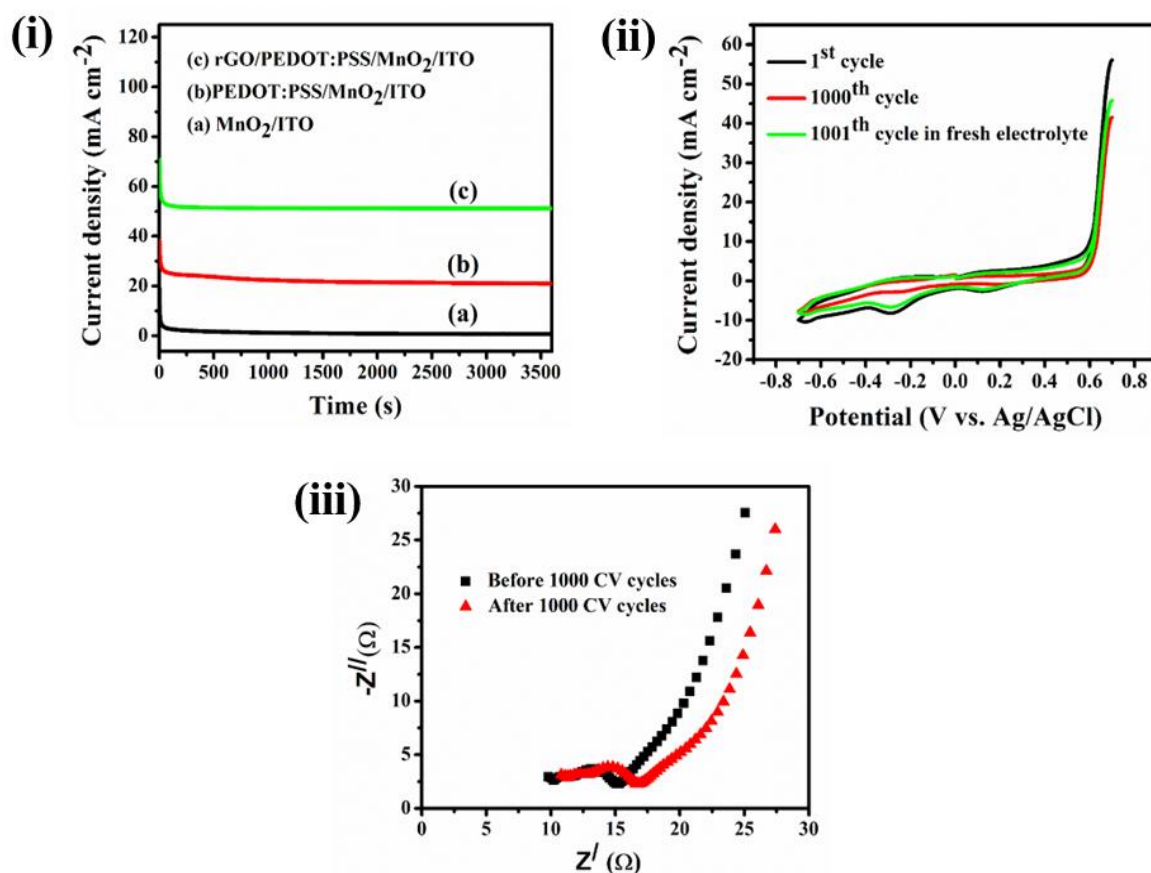 (i)
120
100
80
60
40
20
0
Current density (mA cm⁻²)
(c) rGO/PEDOT:PSS/MnO₂/ITO
(b)PEDOT:PSS/MnO₂/ITO
(a) MnO₂/ITO
(c)
(b)
(a)
0 500 1000 1500 2000 2500 3000 3500
Time (s)
(ii)
60
50
40
30
20
10
0
-10
-20
Current density (mA cm⁻²)
1ˢᵗ cycle
1000ᵗʰ cycle
1001ᵗʰ cycle in fresh electrolyte
-0.8 -0.6 -0.4 -0.2 0.0 0.2 0.4 0.6 0.8
Potential (V vs. Ag/AgCl)
(iii)
30
25
20
15
10
5
0
-Z//(Ω)
Before 1000 CV cycles
After 1000 CV cycles
0 5 10 15 20 25 30
Z/ (Ω)